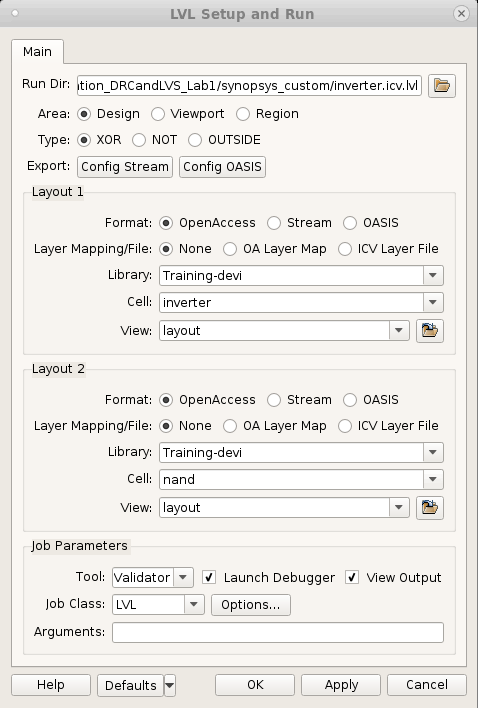 LVL Setup and Run
Main
Run Dir: ation_DRCandLVS_Lab1/synopsys_custom/inverter.icv.lvl
Area: Design Viewport Region
Type: XOR NOT OUTSIDE
Export: Config Stream Config OASIS
Layout 1
Format: OpenAccess Stream OASIS
Layer Mapping/File: None OA Layer Map ICV Layer File
Library: Training-devi
Cell: inverter
View: layout
Layout 2
Format: OpenAccess Stream OASIS
Layer Mapping/File: None OA Layer Map ICV Layer File
Library: Training-devi
Cell: nand
View: layout
Job Parameters
Tool: Validator Launch Debugger View Output
Job Class: LVL Options...
Arguments:
Help Defaults OK Apply Cancel